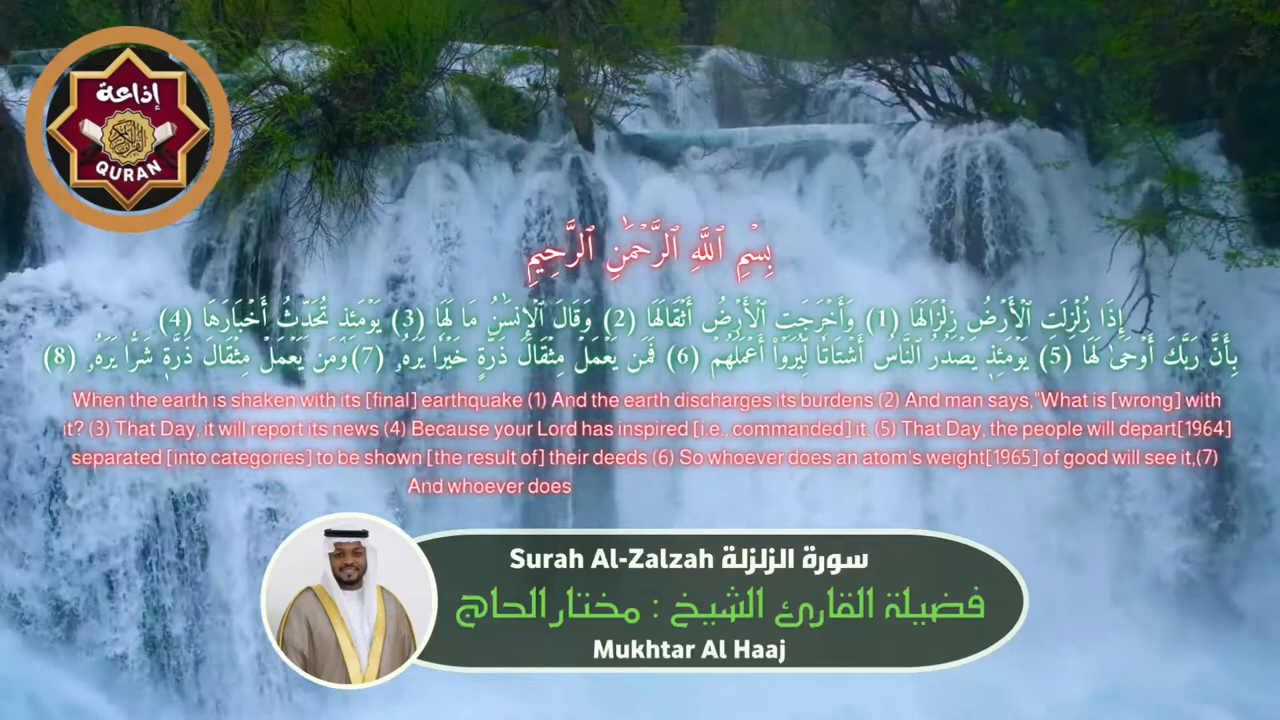 إذاعة
QURAN
بِسْمِ ٱللَّهِ ٱلرَّحْمَٰنِ ٱلرَّحِيمِ
إِذَا زُلْزِلَتِ ٱلْأَرْضُ زِلْزَالَهَا (1) وَأَخْرَجَتِ ٱلْأَرْضُ أَثْقَالَهَا (2) وَقَالَ ٱلْإِنسَٰنُ مَا لَهَا (3) يَوْمَئِذٍ تُحَدِّثُ أَخْبَارَهَا (4)
بِأَنَّ رَبَّكَ أَوْحَىٰ لَهَا (5) يَوْمَئِذٍ يَصْدُرُ ٱلنَّاسُ أَشْتَاتًا لِّيُرَوْا۟ أَعْمَٰلَهُمْ (6) فَمَن يَعْمَلْ مِثْقَالَ ذَرَّةٍ خَيْرًا يَرَهُۥ (7)وَمَن يَعْمَلْ مِثْقَالَ ذَرَّةٍ شَرًّا يَرَهُۥ (8)
When the earth is shaken with its [final] earthquake (1) And the earth discharges its burdens (2) And man says,"What is [wrong] with
it? (3) That Day, it will report its news (4) Because your Lord has inspired [i.e., commanded] it. (5) That Day, the people will depart[1964]
separated [into categories] to be shown [the result of] their deeds (6) So whoever does an atom's weight[1965] of good will see it,(7)
And whoever does
Surah Al-Zalzah سورة الزلزلة
فضيلة القارئ الشيخ : مختار الحاج
Mukhtar Al Haaj